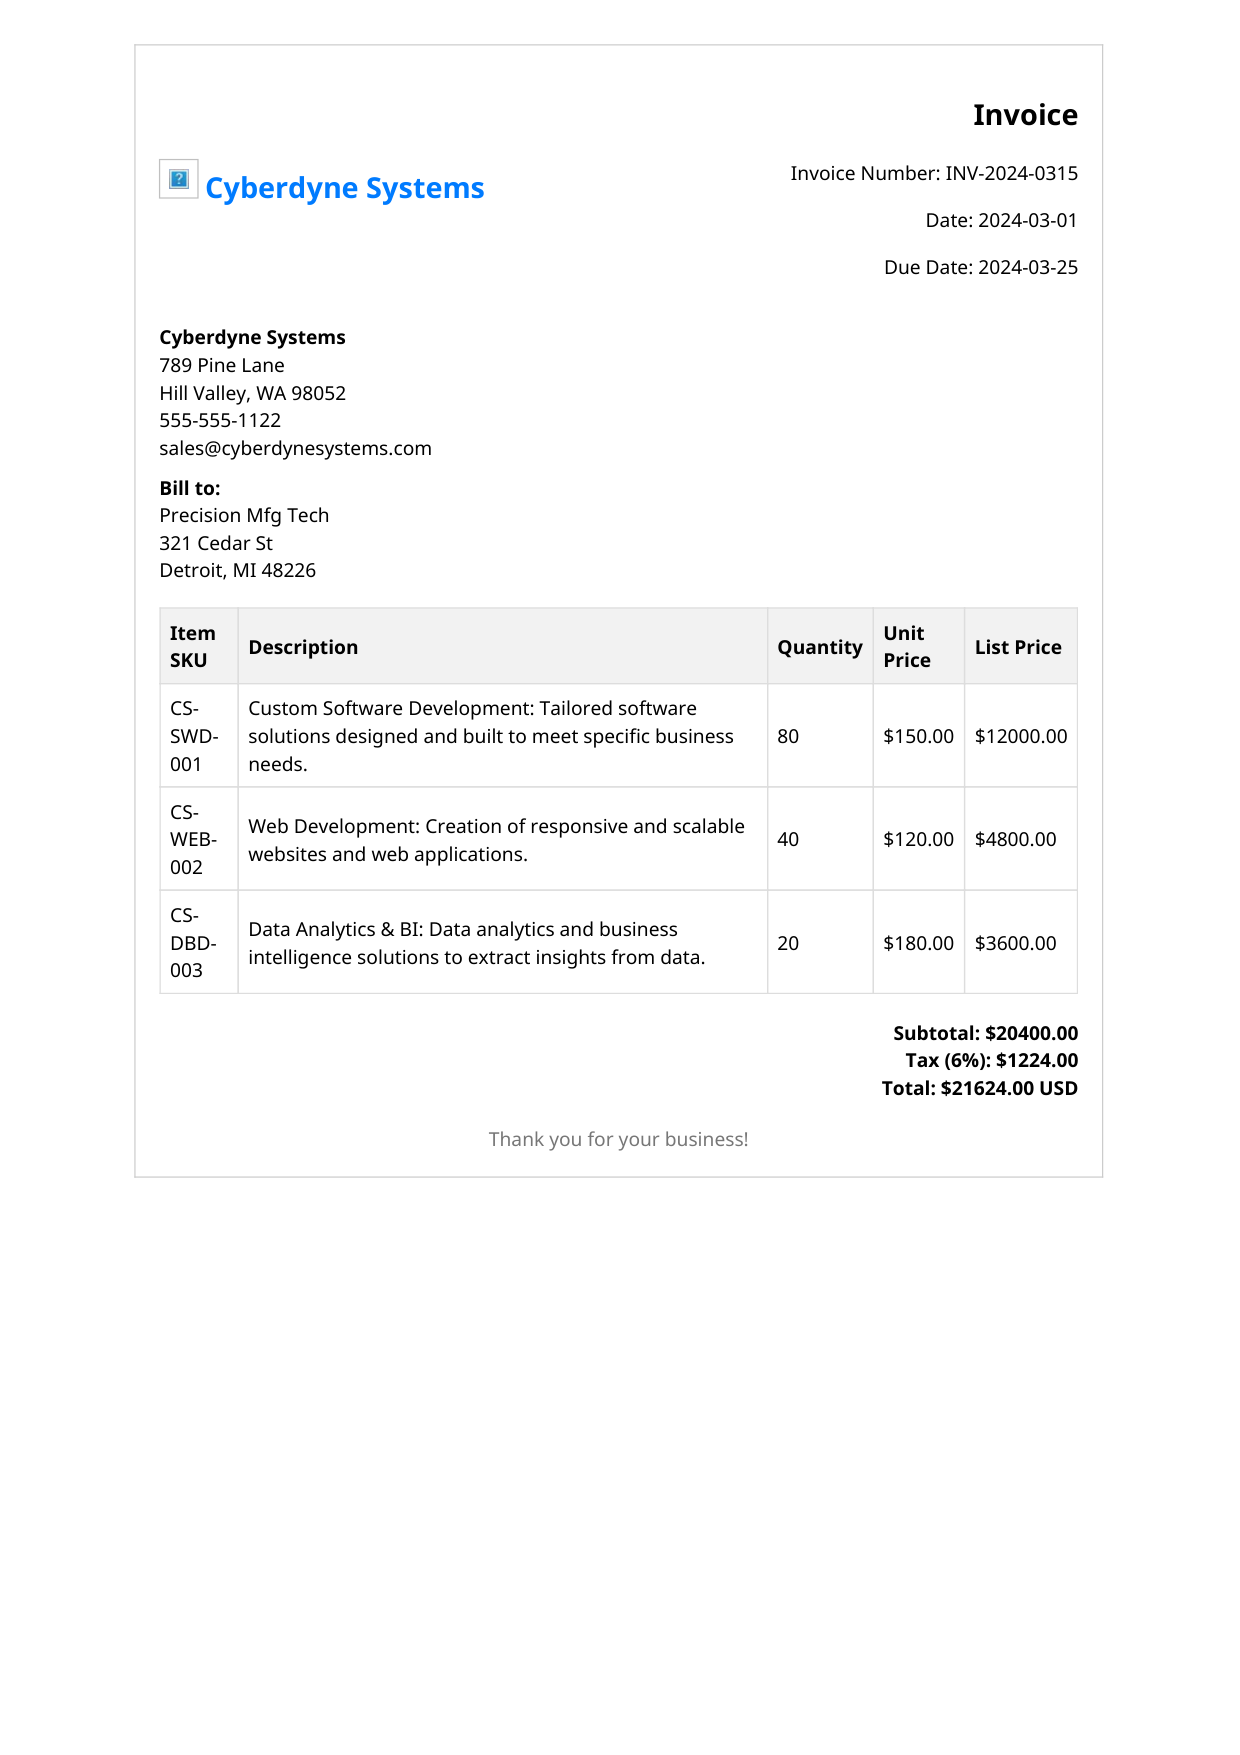 Invoice
Cyberdyne Systems
Invoice Number: INV-2024-0315
Date: 2024-03-01
Due Date: 2024-03-25
Cyberdyne Systems
789 Pine Lane
Hill Valley, WA 98052
555-555-1122
sales@cyberdynesystems.com
Bill to:
Precision Mfg Tech
321 Cedar St
Detroit, MI 48226
Item SKU Description Quantity Unit Price List Price
CS-SWD-001 Custom Software Development: Tailored software solutions designed and built to meet specific business needs. 80 $150.00 $12000.00
CS-WEB-002 Web Development: Creation of responsive and scalable websites and web applications. 40 $120.00 $4800.00
CS-DBD-003 Data Analytics & BI: Data analytics and business intelligence solutions to extract insights from data. 20 $180.00 $3600.00
Subtotal: $20400.00
Tax (6%): $1224.00
Total: $21624.00 USD
Thank you for your business!